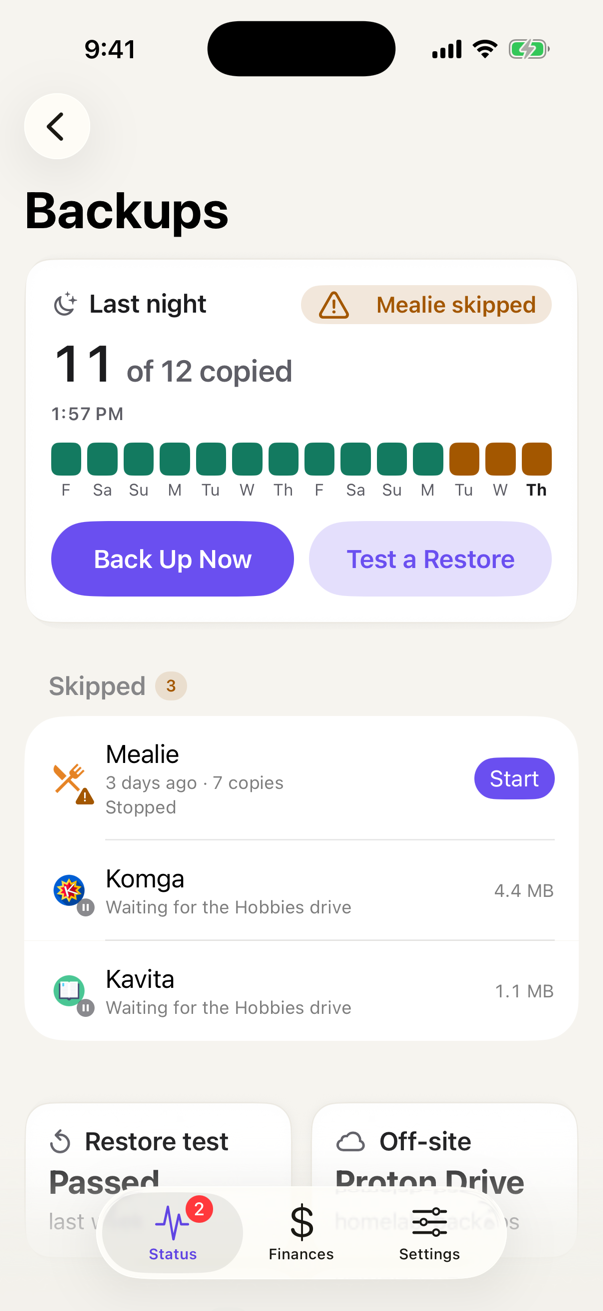 9:41
Backups
Last night
Mealie skipped
11 of 12 copied
1:57 PM
F Sa Su M Tu W Th F Sa Su M Tu W Th
Back Up Now
Test a Restore
Skipped 3
Mealie
3 days ago · 7 copies
Stopped
Start
Komga
Waiting for the Hobbies drive
4.4 MB
Kavita
Waiting for the Hobbies drive
1.1 MB
Restore test
Passed
last
Off-site
Proton Drive
2
Status
Finances
Settings